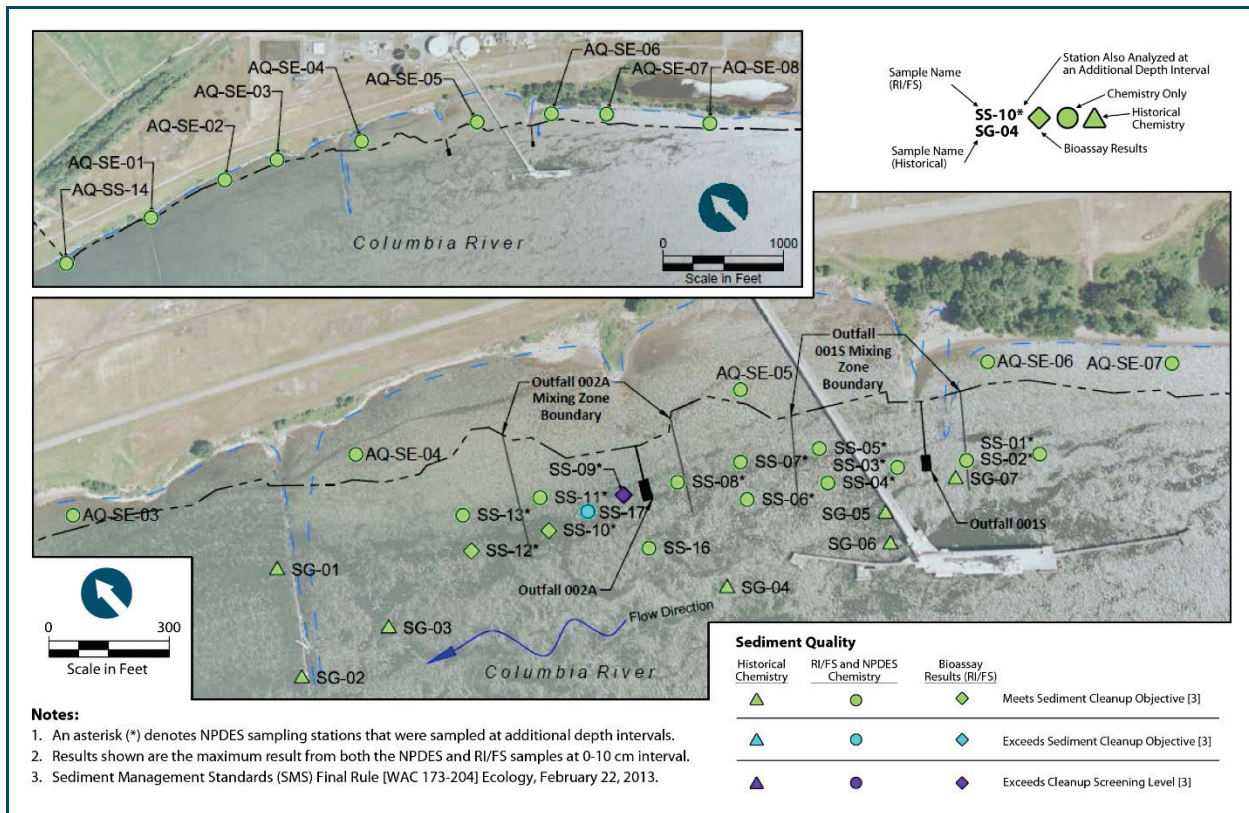 AQ-SE-06
AQ-SE-04
AQ-SE-07
AQ-SE-05
AQ-SE-08
AQ-SE-03
AQ-SE-02
AQ-SE-01
AQ-SS-14
Columbia River
0
1000
Scale in Feet
Station Also Analyzed at
an Additional Depth Interval
Sample Name
(RI/FS)
Chemistry Only
SS-10*
SG-04
Historical
Chemistry
Sample Name
(Historical)
Bioassay Results
Outfall
001S Mixing
Zone
Boundary
AQ-SE-06
AQ-SE-07
AQ-SE-05
Outfall 002A
Mixing Zone
Boundary
AQ-SE-04
SS-05*
SS-01*
SS-07*
SS-03*
SS-02*
SS-09*
SS-08*
SS-04*
SG-07
SS-11*
SS-06*
AQ-SE-03
SS-13*
SS-17*
SG-05
SS-10*
Outfall 001S
SS-12*
SS-16
SG-06
SG-01
Outfall 002A
SG-04
SG-03
Flow Direction
SG-02
Columbia River
0
300
Scale in Feet
Notes:
1. An asterisk (*) denotes NPDES sampling stations that were sampled at additional depth intervals.
2. Results shown are the maximum result from both the NPDES and RI/FS samples at 0-10 cm interval.
3. Sediment Management Standards (SMS) Final Rule [WAC 173-204] Ecology, February 22, 2013.
Sediment Quality
Historical
Chemistry
RI/FS and NPDES
Chemistry
Bioassay
Results (RI/FS)
Meets Sediment Cleanup Objective [3]
Exceeds Sediment Cleanup Objective [3]
Exceeds Cleanup Screening Level [3]